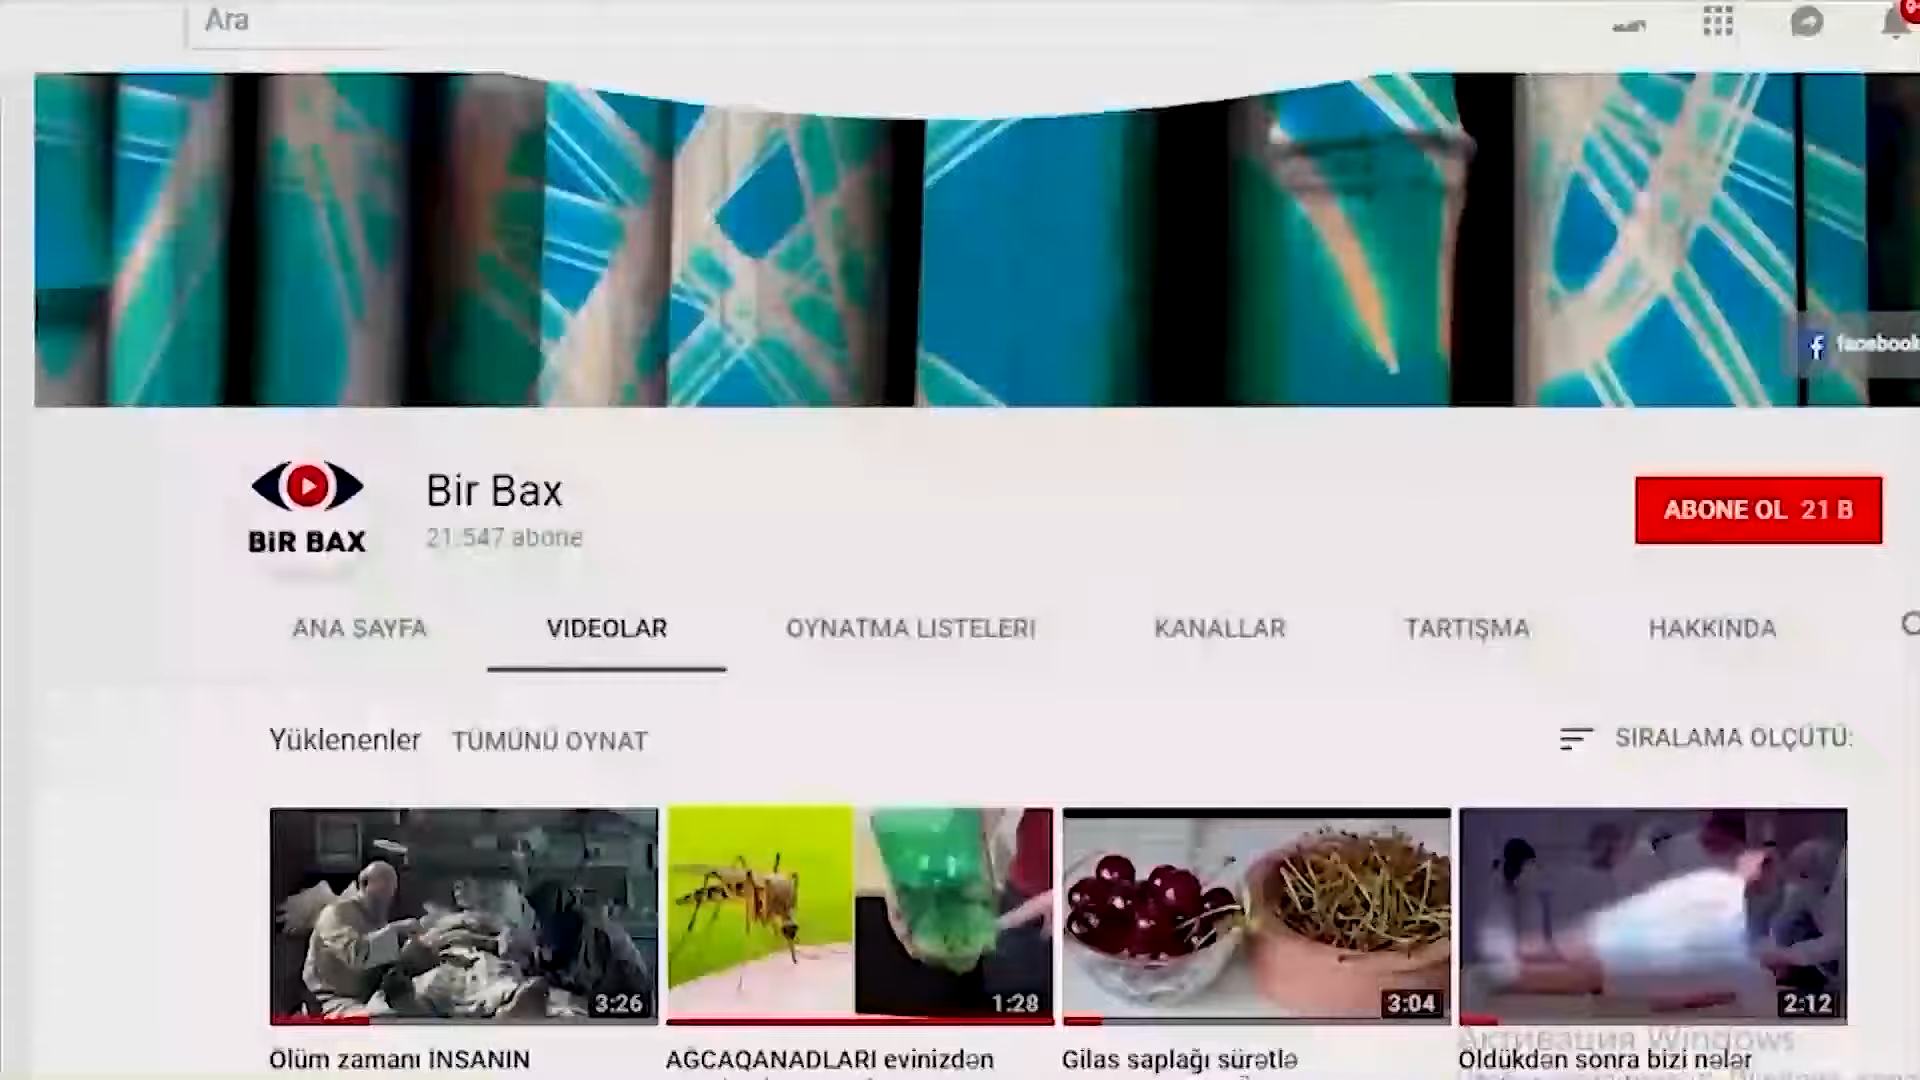 Ara
facebook
BİR BAX
Bir Bax
21.547 abone
ABONE OL 21 B
ANA SAYFA
VIDEOLAR
OYNATMA LISTELERI
KANALLAR
TARTIŞMA
HAKKINDA
Yüklenenler
TÜMÜNÜ OYNAT
SIRALAMA ÖLÇÜTÜ:
3:26
1:28
3:04
2:12
Ölüm zamanı İNSANIN
AĞCAQANADLARI evinizdən
Gilas saplağı sürətlə
Öldükdən sonra bizi nələr
Активация Windows